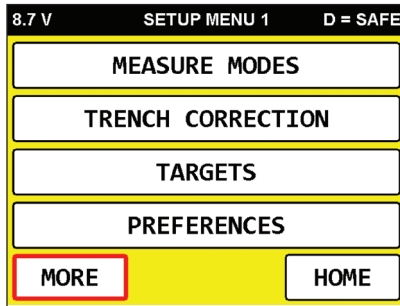 8.7 V SETUP MENU 1 D = SAFE
MEASURE MODES
TRENCH CORRECTION
TARGETS
PREFERENCES
MORE HOME